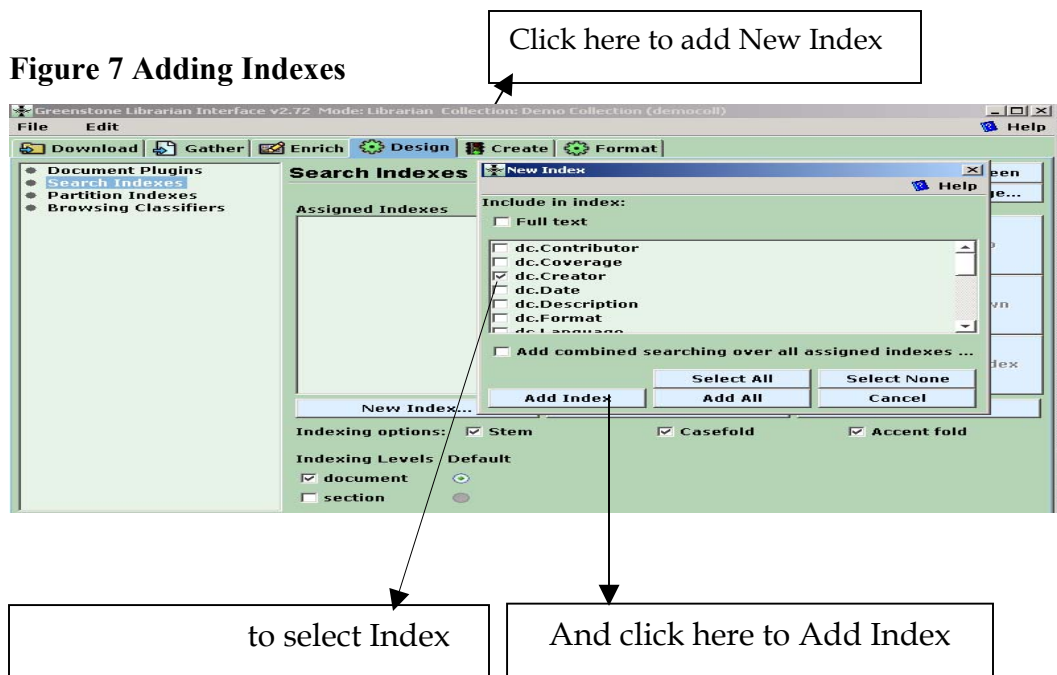 Click here to add New Index
Figure 7 Adding Indexes
Greenstone Librarian Interface v2.72 Mode: Librarian Collection: Demo Collection (democoll)
File Edit Help
Download Gather Enrich Design Create Format
Document Plugins
Search Indexes
Partition Indexes
Browsing Classifiers
Search Indexes
Assigned Indexes
New Index
Help
Include in index:
Full text
dc.Contributor
dc.Coverage
dc.Creator
dc.Date
dc.Description
dc.Format
dc.Language
Add combined searching over all assigned indexes ...
Select All Select None
Add Index Add All Cancel
New Index...
Indexing options: Stem Casefold Accent fold
Indexing Levels Default
document
section
to select Index
And click here to Add Index